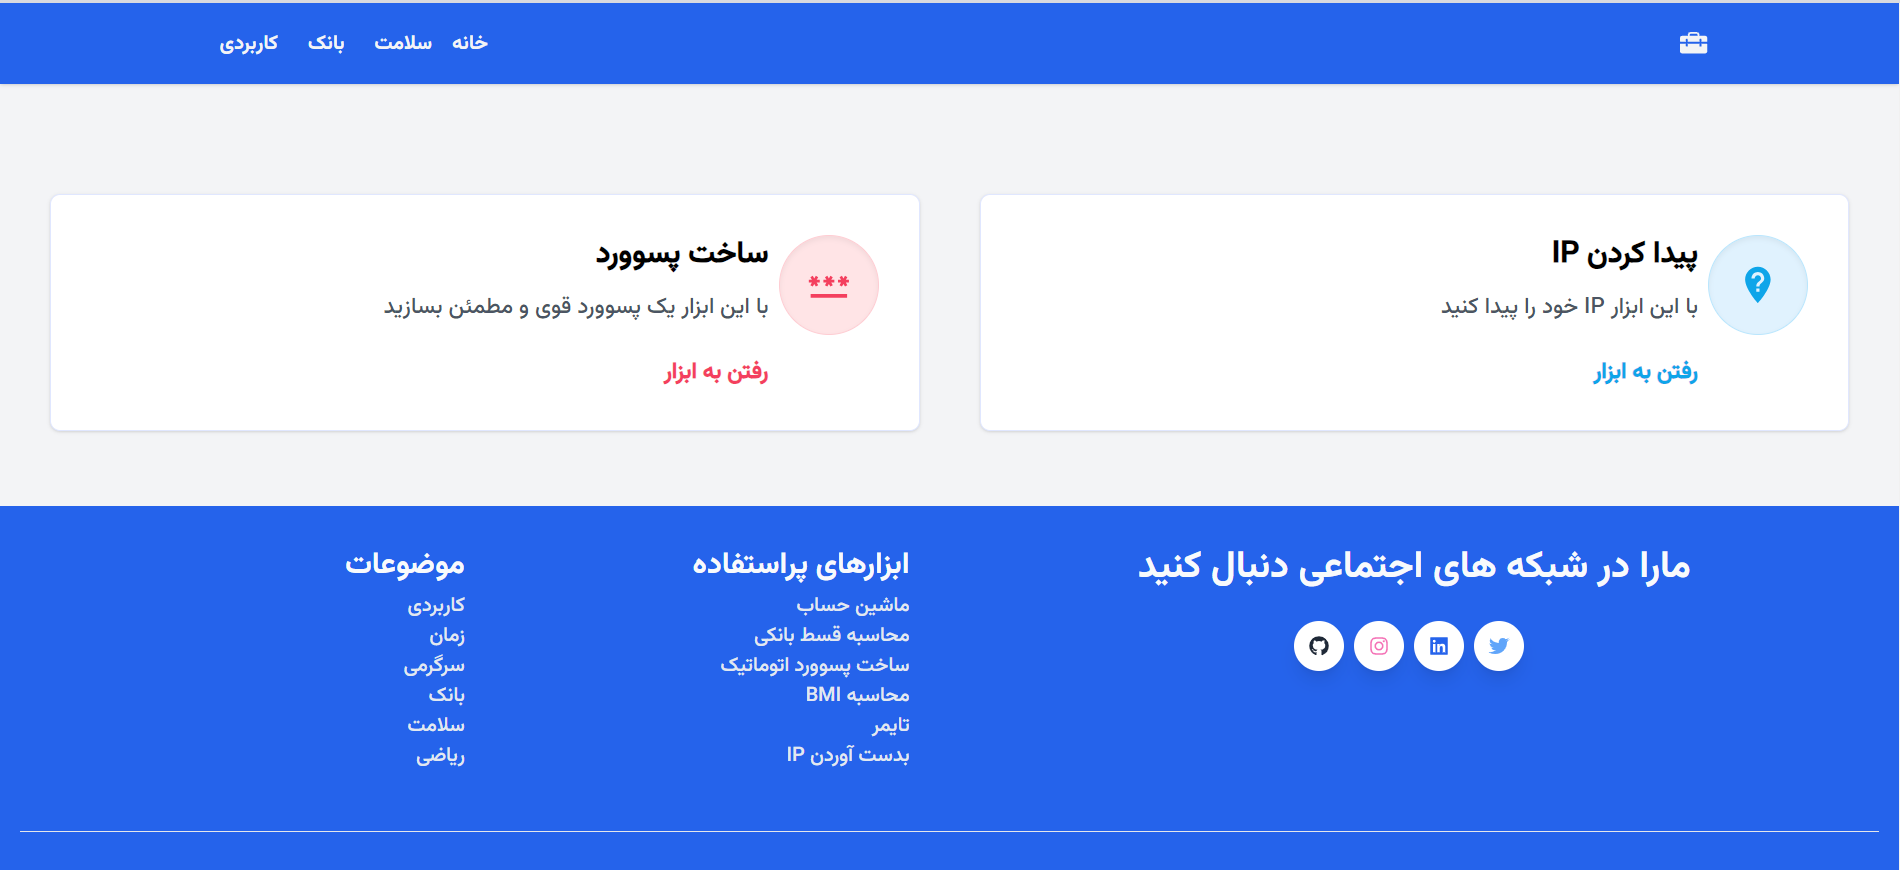 خانه سلامت بانک کاربردی
پیدا کردن IP
با این ابزار IP خود را پیدا کنید
رفتن به ابزار
ساخت پسوورد
با این ابزار یک پسوورد قوی و مطمئن بسازید
رفتن به ابزار
مارا در شبکه های اجتماعی دنبال کنید
ابزارهای پراستفاده
ماشین حساب
محاسبه قسط بانکی
ساخت پسوورد اتوماتیک
محاسبه BMI
تایمر
بدست آوردن IP
موضوعات
کاربردی
زمان
سرگرمی
بانک
سلامت
ریاضی